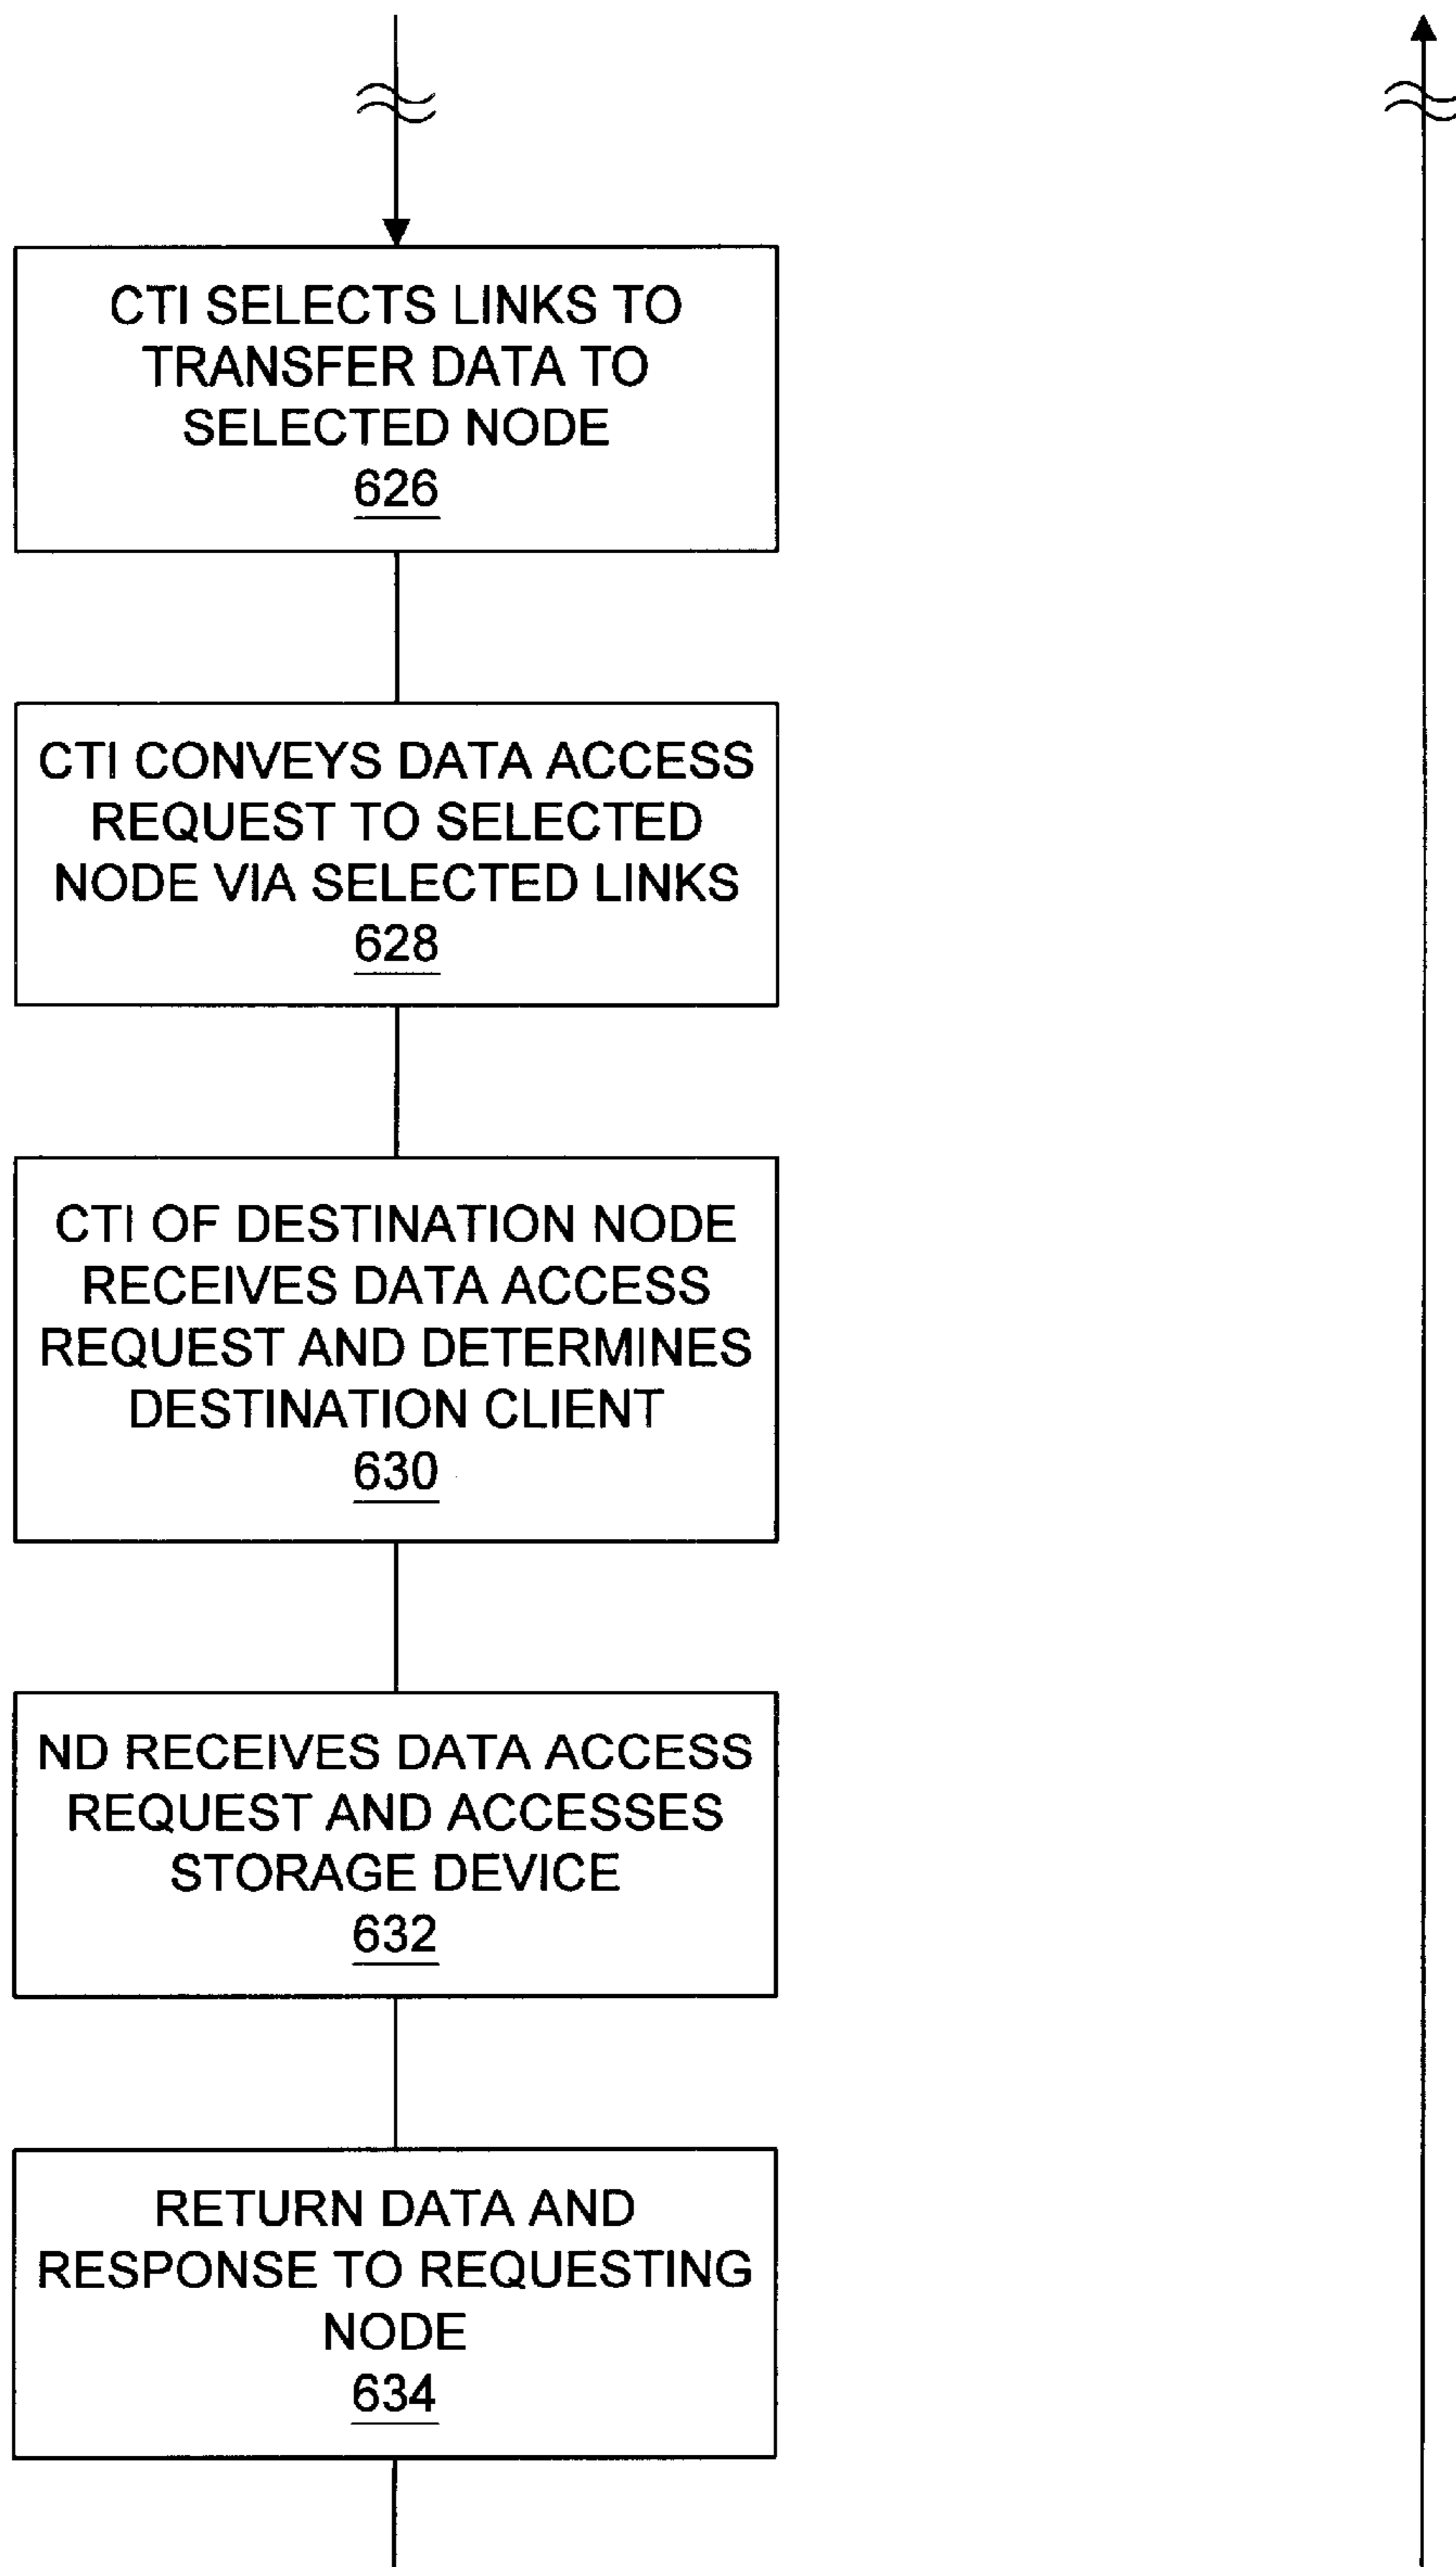 CTI SELECTS LINKS TO
TRANSFER DATA TO
SELECTED NODE
626
CTI CONVEYS DATA ACCESS
REQUEST TO SELECTED
NODE VIA SELECTED LINKS
628
CTI OF DESTINATION NODE
RECEIVES DATA ACCESS
REQUEST AND DETERMINES
DESTINATION CLIENT
630
ND RECEIVES DATA ACCESS
REQUEST AND ACCESSES
STORAGE DEVICE
632
RETURN DATA AND
RESPONSE TO REQUESTING
NODE
634